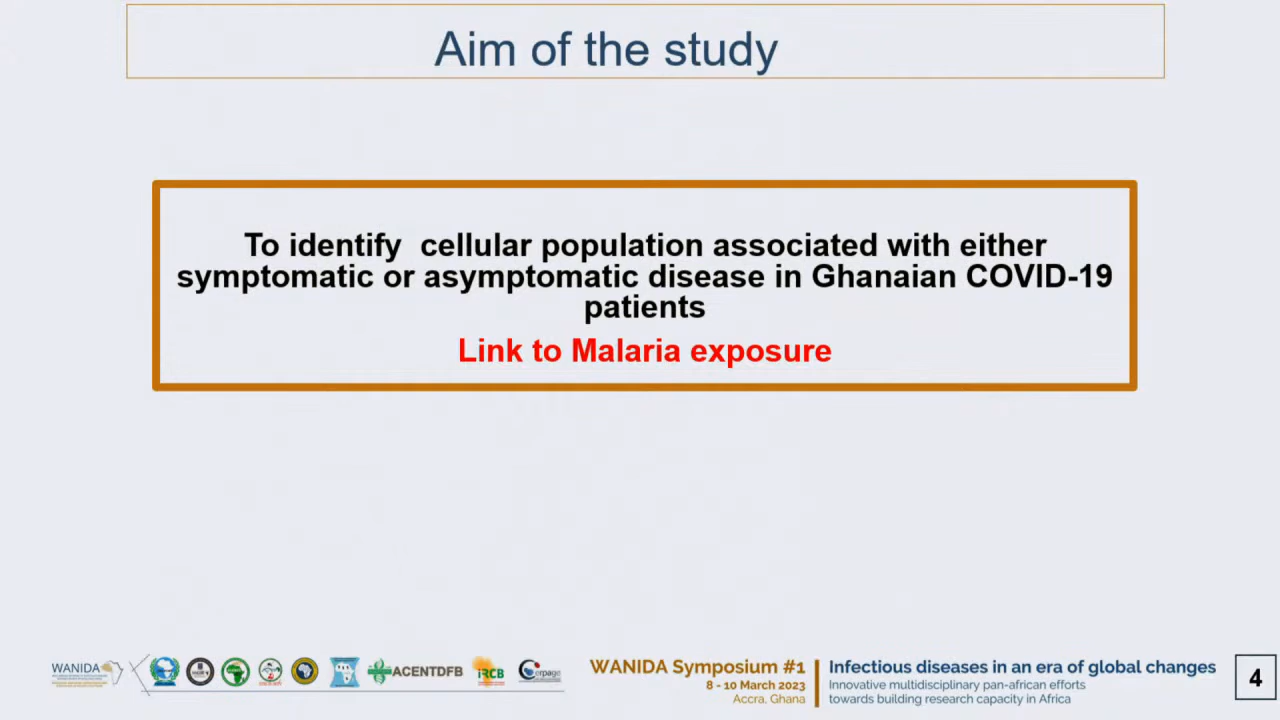 Aim of the study
To identify cellular population associated with either
symptomatic or asymptomatic disease in Ghanaian COVID-19
patients
Link to Malaria exposure
WANIDA
ACENTDFB
iRCB
Cerpage
WANIDA Symposium #1
8 - 10 March 2023
Accra, Ghana
Infectious diseases in an era of global changes
Innovative multidisciplinary pan-african efforts
towards building research capacity in Africa
4